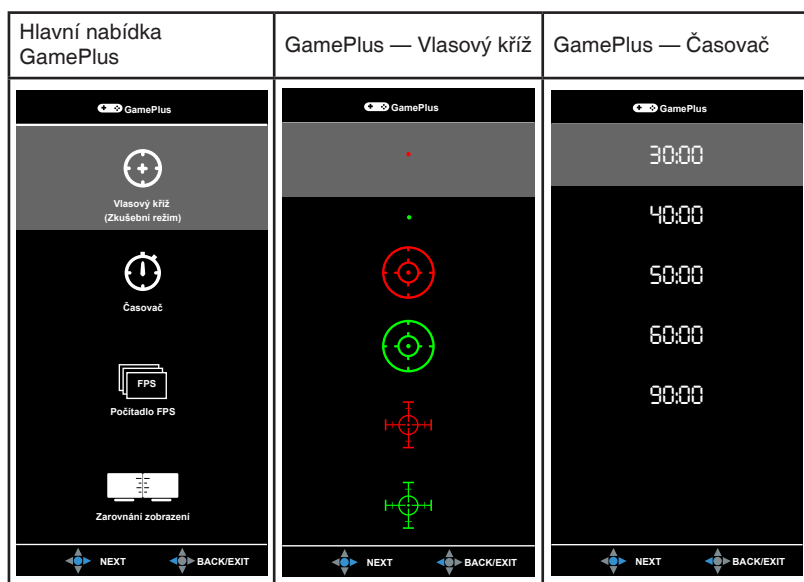 Hlavní nabídka
GamePlus
GamePlus — Vlasový kříž
GamePlus — Časovač
GamePlus
Vlasový kříž
(Zkušební režim)
Časovač
FPS
Počítadlo FPS
Zarovnání zobrazení
NEXT BACK/EXIT
GamePlus
NEXT BACK/EXIT
GamePlus
30:00
40:00
50:00
60:00
90:00
NEXT BACK/EXIT